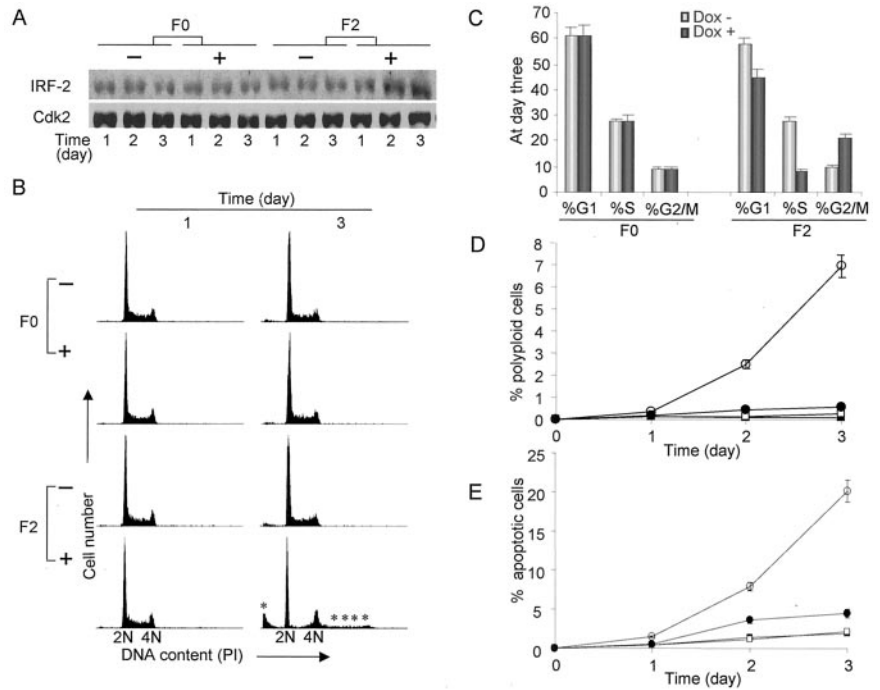 A
F0
F2
− + − +
IRF-2
Cdk2
Time (day) 1 2 3 1 2 3 1 2 3 1 2 3
B
Time (day)
1 3
F0
−
+
F2
−
+
Cell number
* * * * *
2N 4N 2N 4N
DNA content (PI)
C
Dox -
Dox +
At day three
70
60
50
40
30
20
10
0
%G1 %S %G2/M %G1 %S %G2/M
F0 F2
D
% polyploid cells
8
7
6
5
4
3
2
1
0
0 1 2 3
Time (day)
E
% apoptotic cells
25
20
15
10
5
0
0 1 2 3
Time (day)